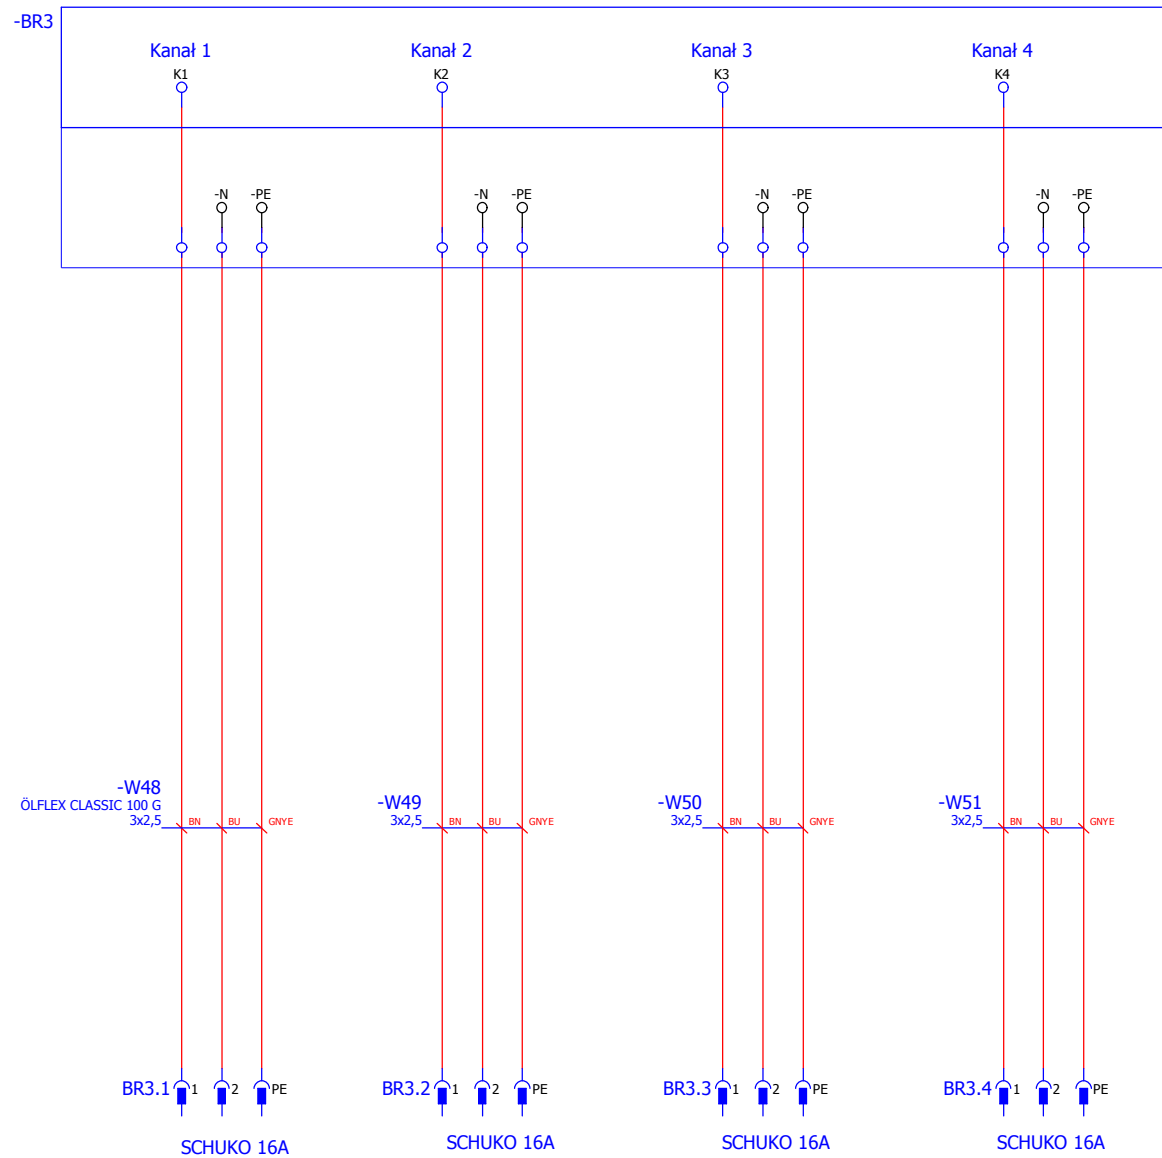 -BR3
Kanał 1
Kanał 2
Kanał 3
Kanał 4
K1
K2
K3
K4
-N -PE
-N -PE
-N -PE
-N -PE
-W48
ÖLFLEX CLASSIC 100 G
3x2,5
BN BU GNYE
-W49
3x2,5
BN BU GNYE
-W50
3x2,5
BN BU GNYE
-W51
3x2,5
BN BU GNYE
BR3.1 1 2 PE
BR3.2 1 2 PE
BR3.3 1 2 PE
BR3.4 1 2 PE
SCHUKO 16A
SCHUKO 16A
SCHUKO 16A
SCHUKO 16A